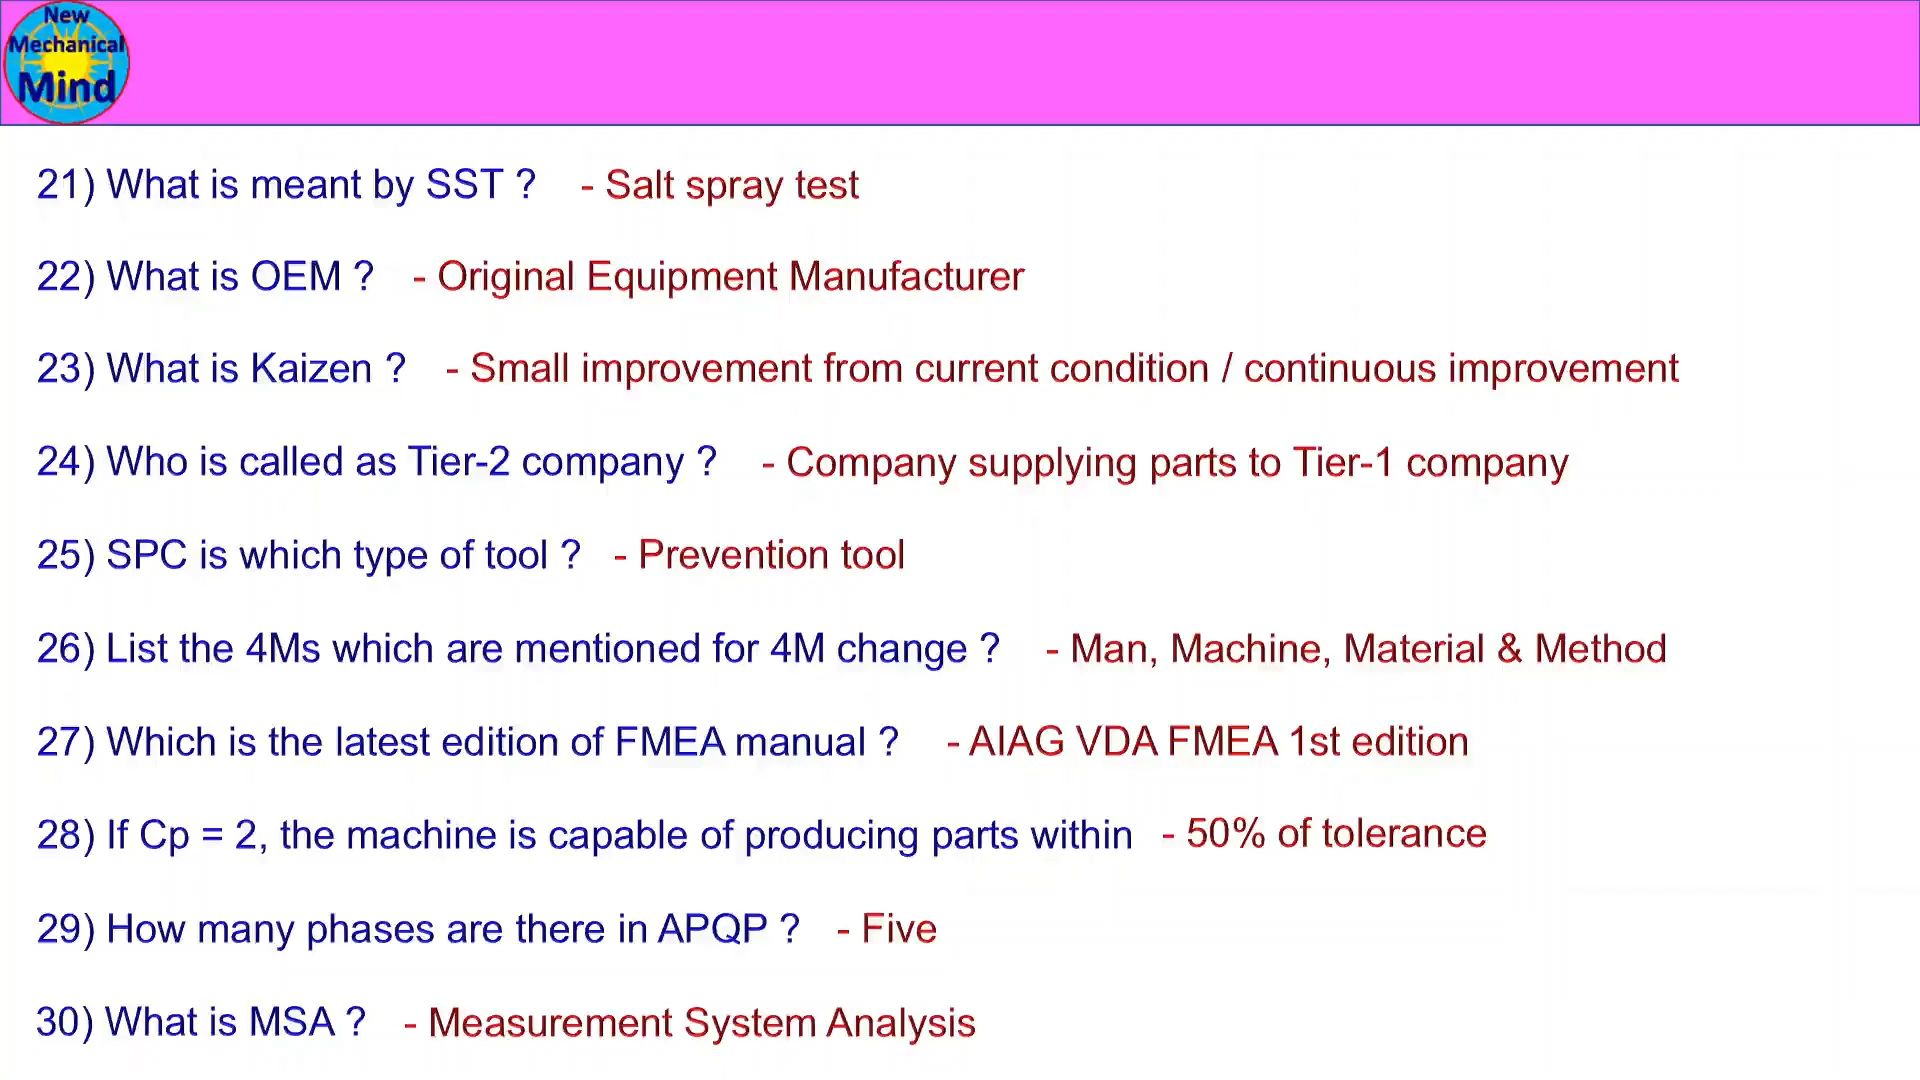 New
Mechanical
Mind
21) What is meant by SST ? - Salt spray test
22) What is OEM ? - Original Equipment Manufacturer
23) What is Kaizen ? - Small improvement from current condition / continuous improvement
24) Who is called as Tier-2 company ? - Company supplying parts to Tier-1 company
25) SPC is which type of tool ? - Prevention tool
26) List the 4Ms which are mentioned for 4M change ? - Man, Machine, Material & Method
27) Which is the latest edition of FMEA manual ? - AIAG VDA FMEA 1st edition
28) If Cp = 2, the machine is capable of producing parts within - 50% of tolerance
29) How many phases are there in APQP ? - Five
30) What is MSA ? - Measurement System Analysis